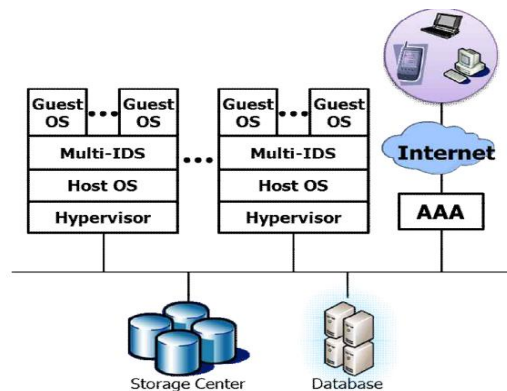 Guest OS ... Guest OS
Multi-IDS
Host OS
Hypervisor
...
Guest OS ... Guest OS
Multi-IDS
Host OS
Hypervisor
Internet
AAA
Storage Center
Database